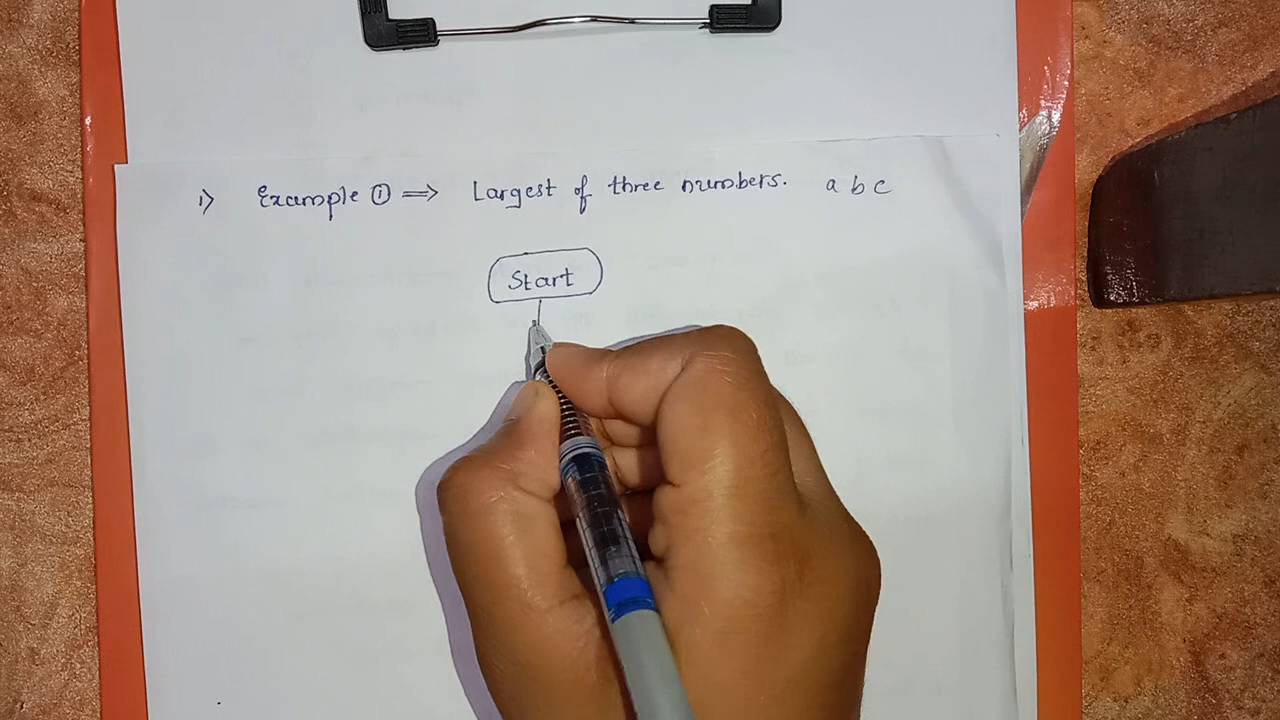 1) Example ① ⇒ Largest of three numbers. a b c
Start